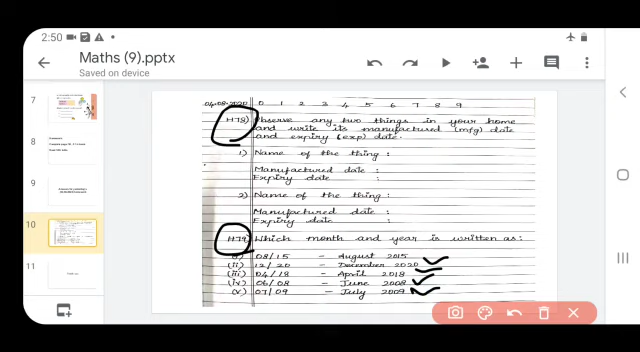 2:50
Maths (9).pptx
Saved on device
7
8
9
10
11
04-08-2020 0 1 2 3 4 5 6 7 8 9
HT8) Observe any two things in your home
and write its manufactured (mfg) date
and expiry (exp) date.
1) Name of the thing :
Manufactured date :
Expiry date :
2) Name of the thing :
Manufactured date :
Expiry date :
HT9) Which month and year is written as:
(i) 08/15 - August 2015
(ii) 12/20 - December 2020
(iii) 04/18 - April 2018
(iv) 06/08 - June 2008
(v) 07/09 - July 2009